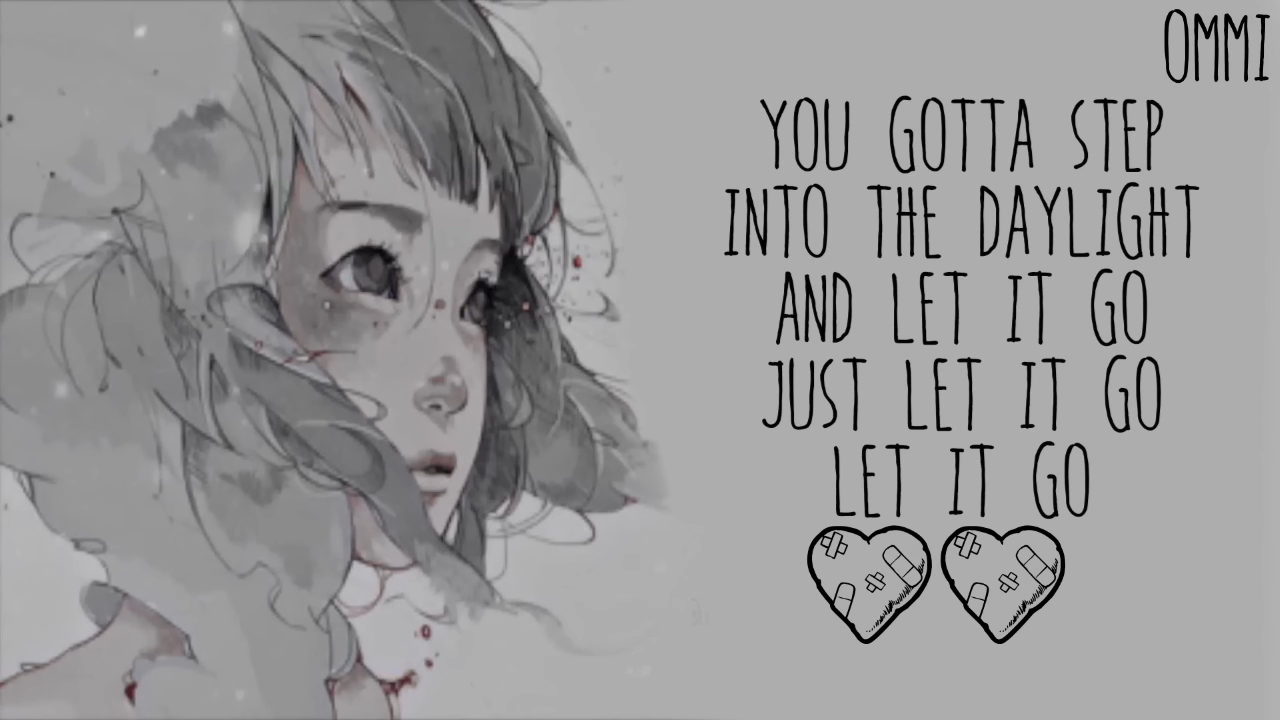 OMMI
YOU GOTTA STEP
INTO THE DAYLIGHT
AND LET IT GO
JUST LET IT GO
LET IT GO